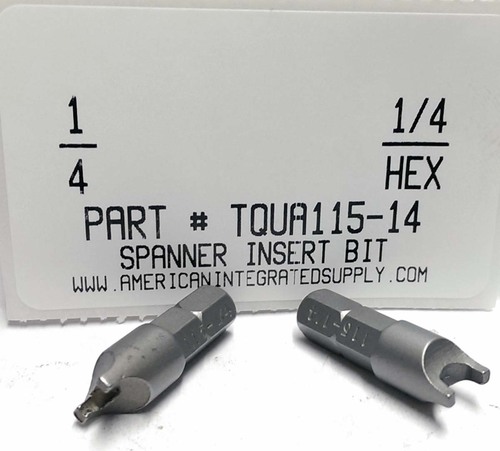 1/4 1/4
HEX
PART # TQUA115-14
SPANNER INSERT BIT
WWW.AMERICANINTEGRATEDSUPPLY.COM